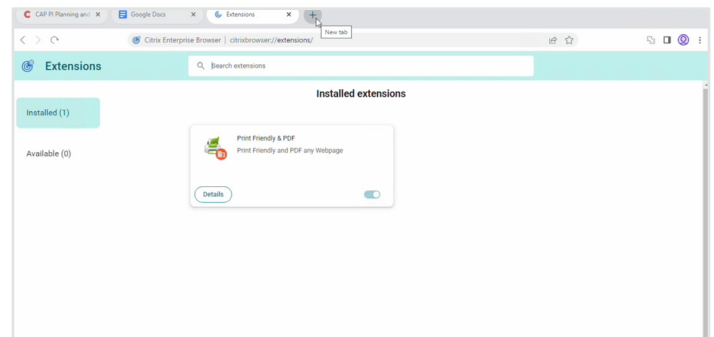 CAP PI Planning and
Google Docs
Extensions
New tab
Citrix Enterprise Browser | citrixbrowser://extensions/
Extensions
Search extensions
Installed extensions
Installed (1)
Available (0)
Print Friendly & PDF
Print Friendly and PDF any Webpage
Details